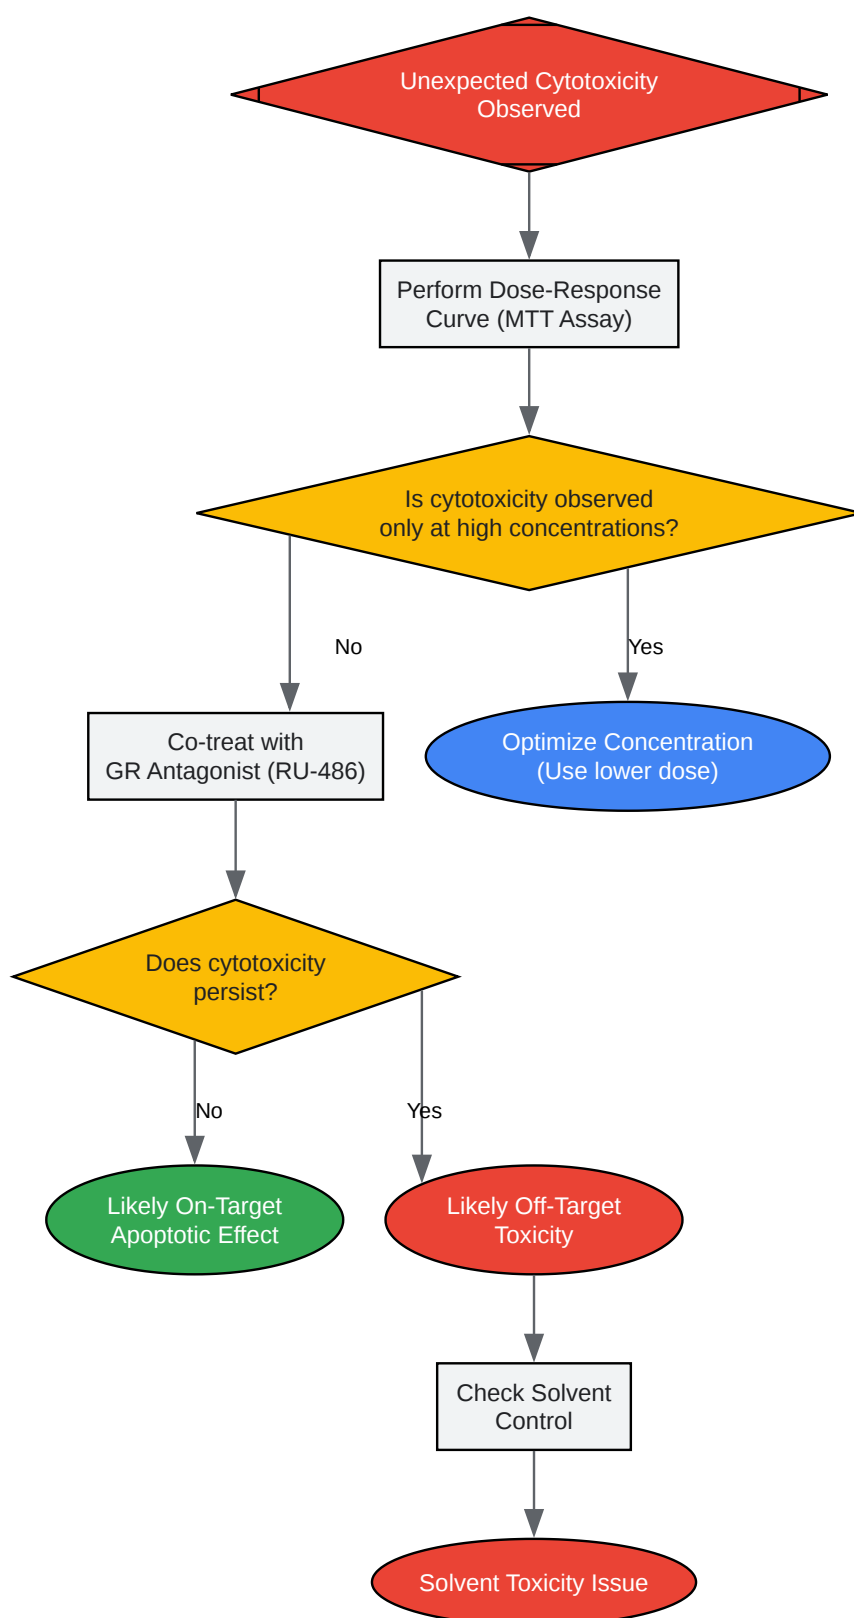 Unexpected Cytotoxicity
Observed
Perform Dose-Response
Curve (MTT Assay)
Is cytotoxicity observed
only at high concentrations?
No
Yes
Co-treat with
GR Antagonist (RU-486)
Optimize Concentration
(Use lower dose)
Does cytotoxicity
persist?
No
Yes
Likely On-Target
Apoptotic Effect
Likely Off-Target
Toxicity
Check Solvent
Control
Solvent Toxicity Issue